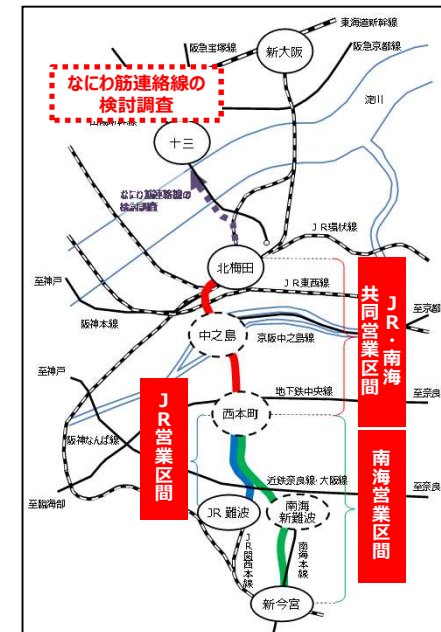 東海道新幹線
阪急宝塚線
新大阪
阪急京都線
なにわ筋連絡線の
検討調査
淀川
十三
なにわ筋連絡線の
検討調査
JR環状線
北梅田
JR東西線
至神戸
阪神本線
中之島
京阪中之島線
至京都
JR・南海
共同営業区間
至神戸
地下鉄中央線
至奈良
西本町
阪神なんば線
JR営業区間
南海営業区間
近鉄奈良線・大阪線
至奈良
至臨海部
JR難波
南海
新難波
JR関西本線
南海本線
新今宮